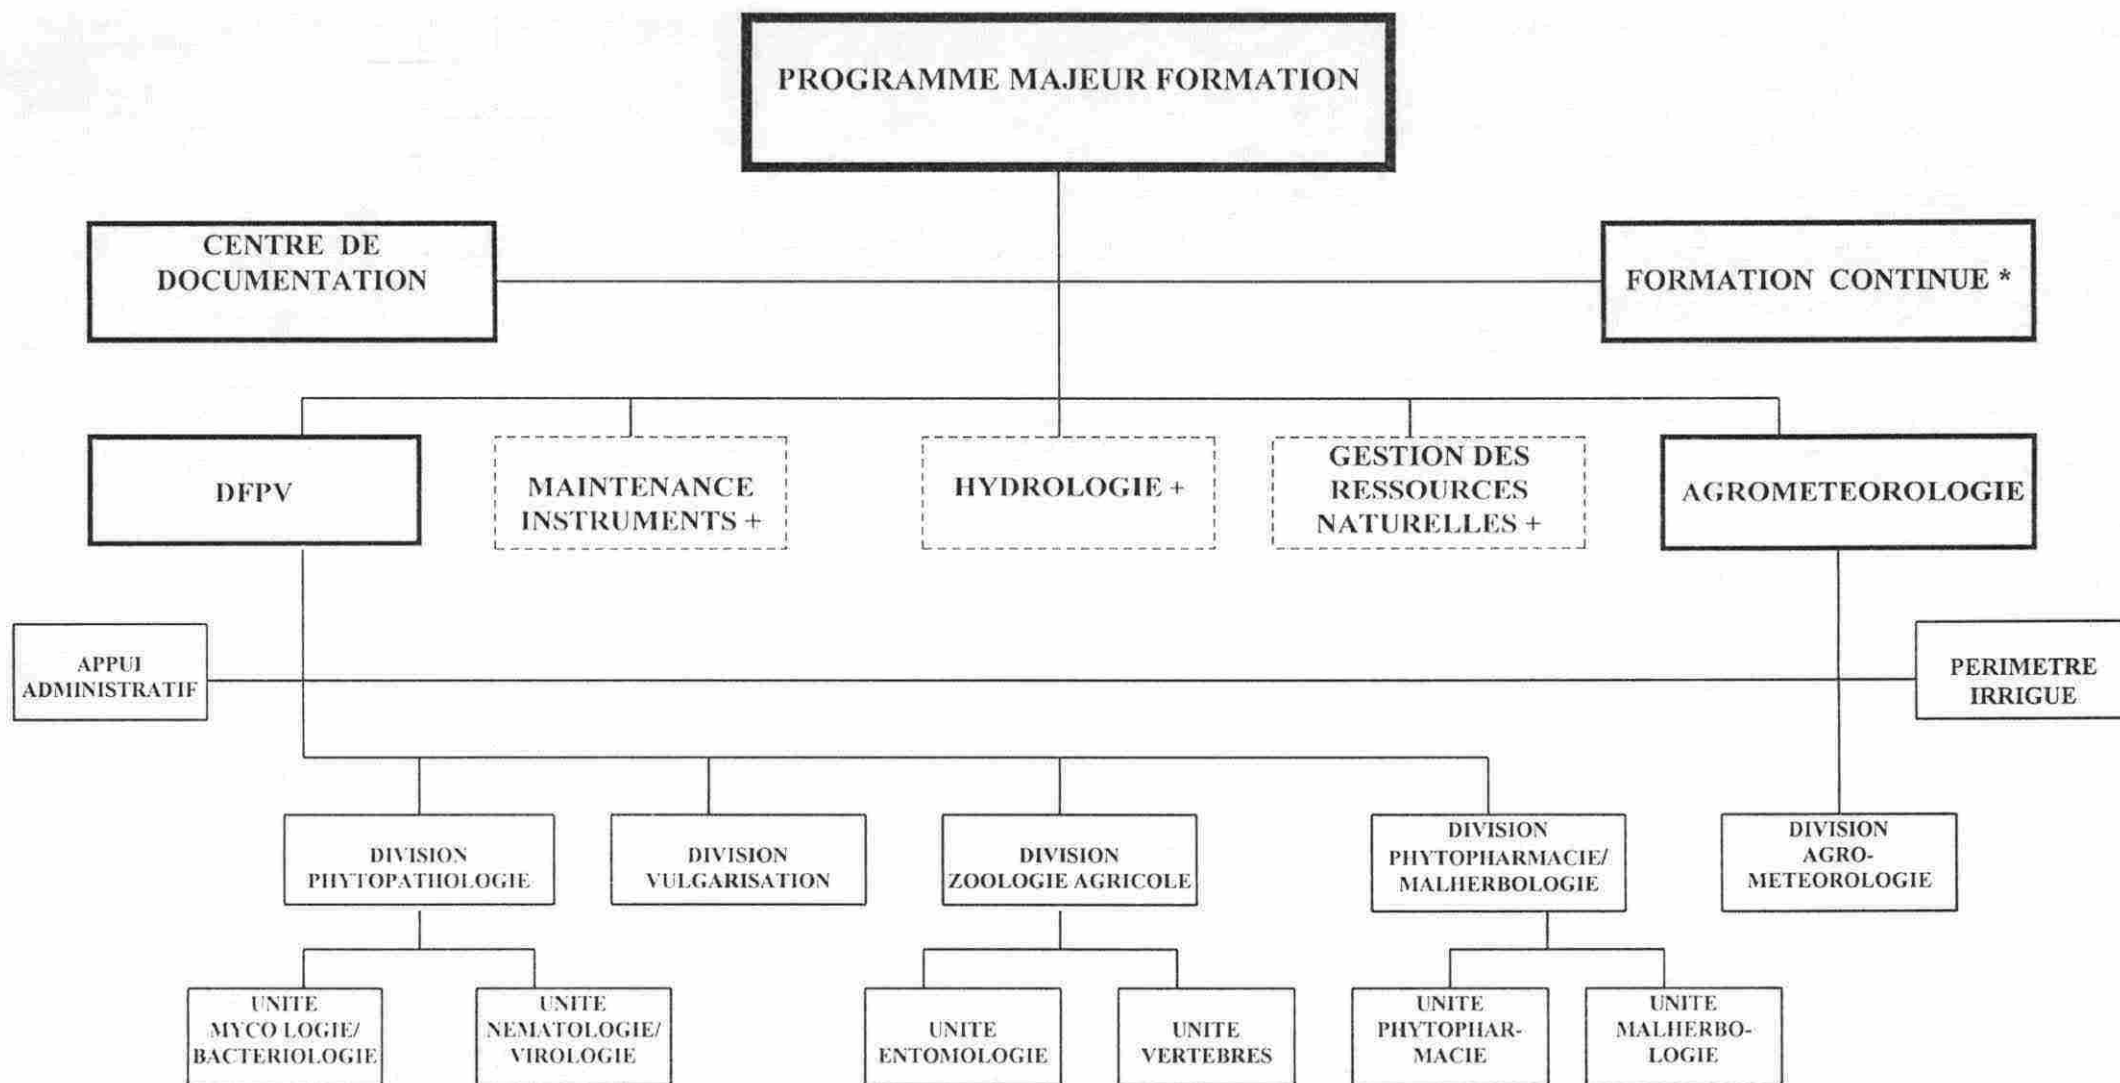 PROGRAMME MAJEUR FORMATION
CENTRE DE
DOCUMENTATION
FORMATION CONTINUE *
DFPV
MAINTENANCE
INSTRUMENTS +
HYDROLOGIE +
GESTION DES
RESSOURCES
NATURELLES +
AGROMETEOROLOGIE
APPUI
ADMINISTRATIF
PERIMETRE
IRRIGUE
DIVISION
PHYTOPATHOLOGIE
DIVISION
VULGARISATION
DIVISION
ZOOLOGIE AGRICOLE
DIVISION
PHYTOPHARMACIE/
MALHERBOLOGIE
DIVISION
AGRO-
METEOROLOGIE
UNITE
MYCO LOGIE/
BACTERIOLOGIE
UNITE
NEMATOLOGIE/
VIROLOGIE
UNITE
ENTOMOLOGIE
UNITE
VERTEBRES
UNITE
PHYTOPHAR-
MACIE
UNITE
MALHERBO-
LOGIE